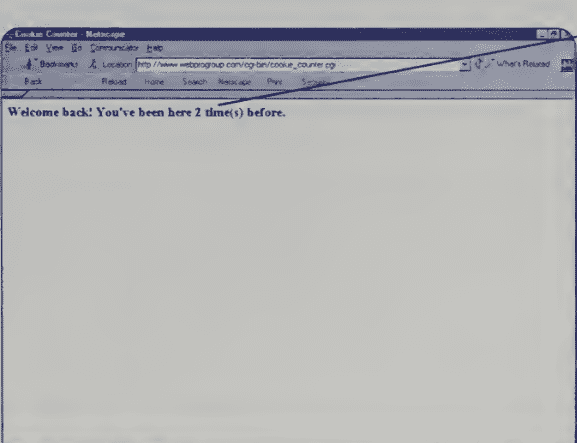 Cookie Counter - Netscape
File Edit View Go Communicator Help
Bookmarks Location http://www.webprogroup.com/cgi-bin/cookie_counter.cgi What's Related
Back Reload Home Search Netscape Print
Welcome back! You've been here 2 time(s) before.